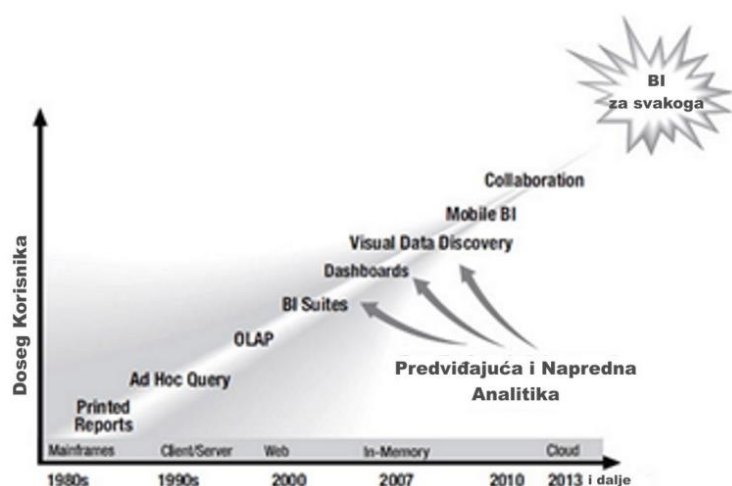 BI
za svakoga
Collaboration
Mobile BI
Visual Data Discovery
Dashboards
BI Suites
OLAP
Ad Hoc Query
Printed
Reports
Predviđajuća i Napredna
Analitika
Doseg Korisnika
Mainframes Client/Server Web In-Memory Cloud
1980s 1990s 2000 2007 2010 2013 i dalje